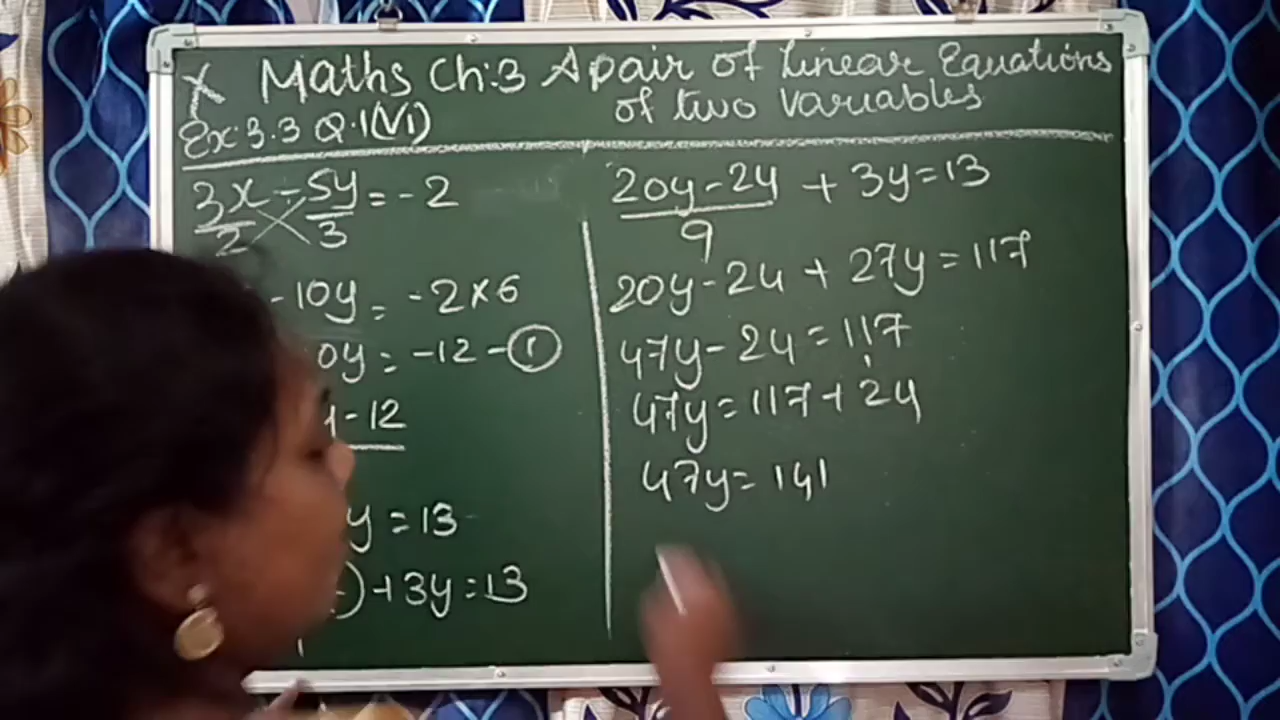 X Maths Ch:3 A pair of Linear Equations
of two variables
Ex:3.3 Q.1(VI)
3x/2 - 5y/3 = -2
-10y = -2×6
0y = -12 -①
-12
y = 13
) + 3y = 13
20y-24/9 + 3y = 13
20y-24 + 27y = 117
47y-24 = 117
47y = 117+24
47y = 141